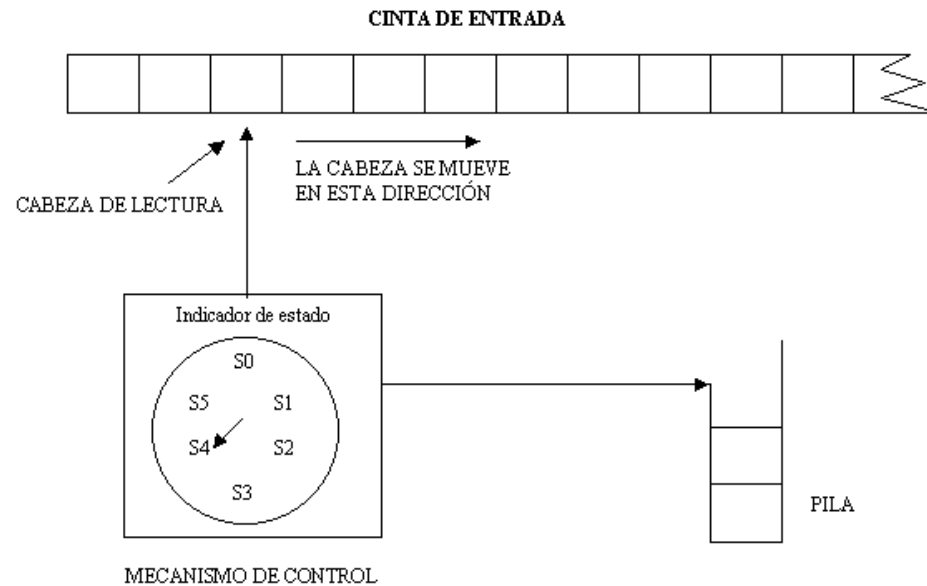 CINTA DE ENTRADA
LA CABEZA SE MUEVE
EN ESTA DIRECCIÓN
CABEZA DE LECTURA
Indicador de estado
S0
S5 S1
S4 S2
S3
PILA
MECANISMO DE CONTROL